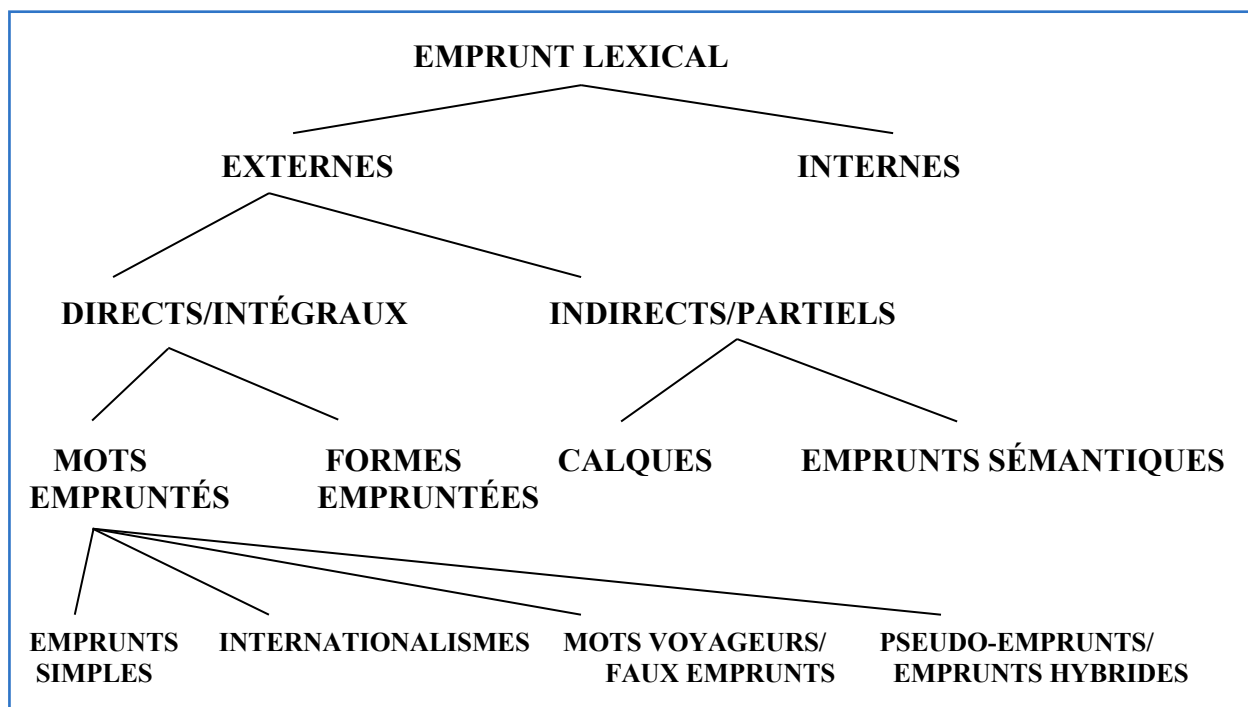 EMPRUNT LEXICAL
EXTERNES
INTERNES
DIRECTS/INTÉGRAUX
INDIRECTS/PARTIELS
MOTS
EMPRUNTÉS
FORMES
EMPRUNTÉES
CALQUES
EMPRUNTS SÉMANTIQUES
EMPRUNTS
SIMPLES
INTERNATIONALISMES
MOTS VOYAGEURS/
FAUX EMPRUNTS
PSEUDO-EMPRUNTS/
EMPRUNTS HYBRIDES